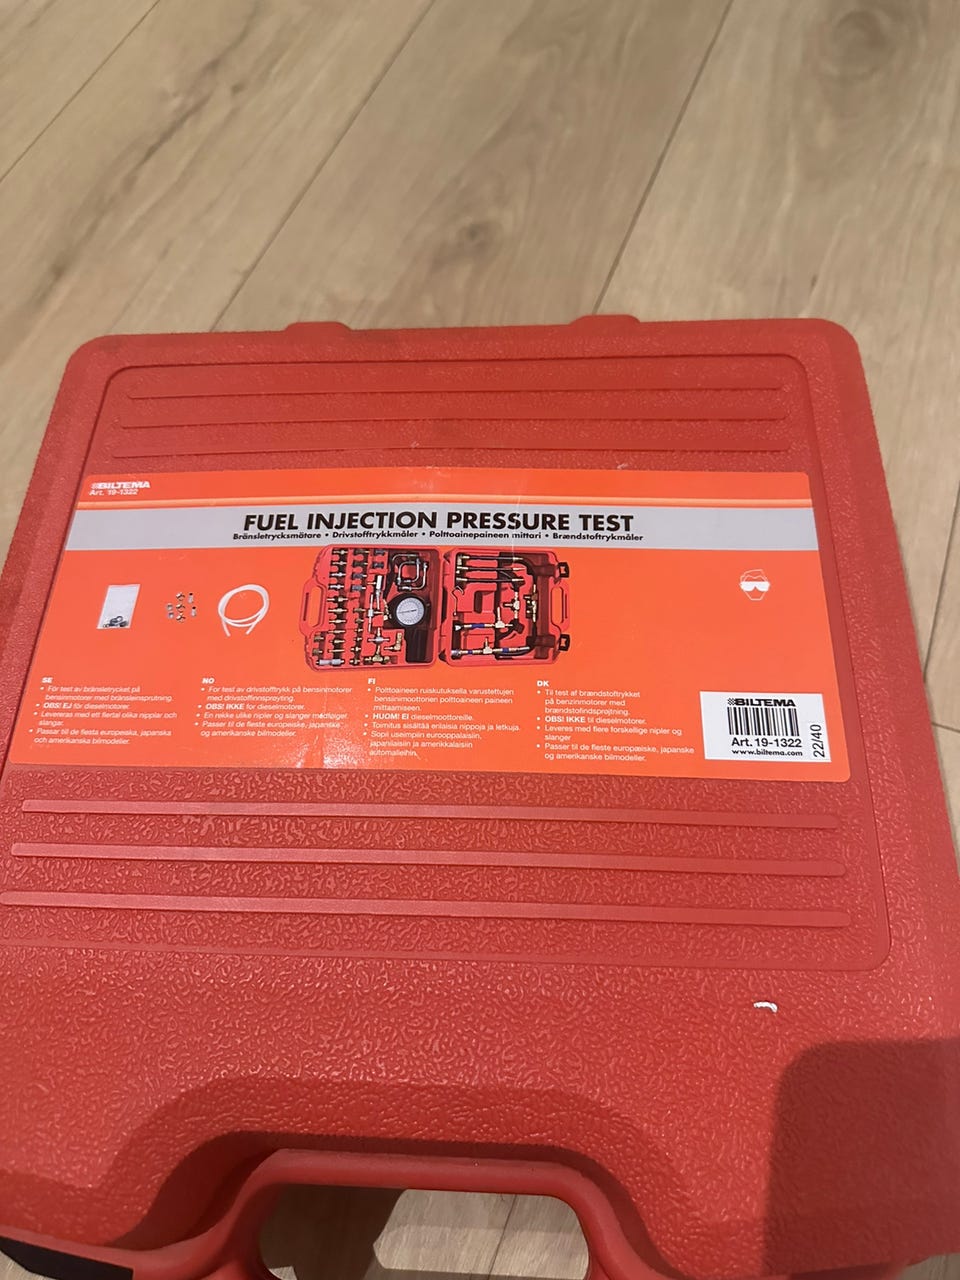 BILTEMA
Art. 19-1322
FUEL INJECTION PRESSURE TEST
Bränsletrycksmätare • Drivstofftrykkmåler • Polttoainepaineen mittari • Brændstoftrykmåler
SE
• För test av bränsletrycket på
bensinmotorer med bränsleinsprutning.
• OBS! EJ för dieselmotorer.
• Levereras med ett flertal olika nipplar och
slangar.
• Passar till de flesta europeiska, japanska
och amerikanska bilmodeller.
NO
• For test av drivstofftrykk på bensinmotorer
med drivstoffinnsprøyting.
• OBS! IKKE for dieselmotorer.
• En rekke ulike nipler og slanger medfølger.
• Passer til de fleste europeiske, japanske
og amerikanske bilmodeller.
FI
• Polttoaineen ruiskutuksella varustettujen
bensiinimoottorien polttoaineen paineen
mittaamiseen.
• HUOM! EI dieselmoottoreille.
• Toimitus sisältää erilaisia nippoja ja letkuja.
• Sopii useimpiin eurooppalaisiin,
japanilaisiin ja amerikkalaisiin
automalleihin.
DK
• Til test af brændstoftrykket
på benzinmotorer med
brændstofindsprøjtning.
• OBS! IKKE til dieselmotorer.
• Leveres med flere forskellige nipler og
slanger
• Passer til de fleste europæiske, japanske
og amerikanske bilmodeller.
BILTEMA
Art. 19-1322
www.biltema.com
22/40